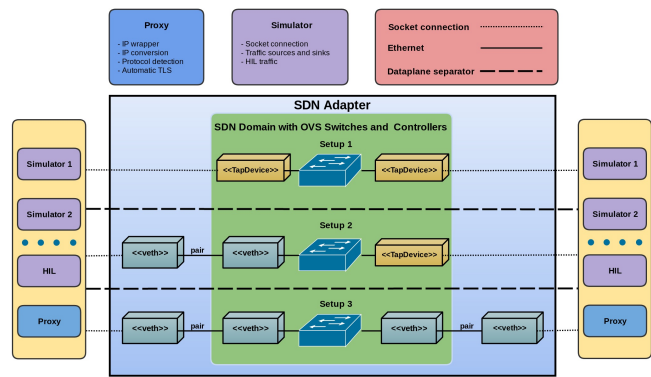 Proxy
- IP wrapper
- IP conversion
- Protocol detection
- Automatic TLS
Simulator
- Socket connection
- Traffic sources and sinks
- HIL traffic
Socket connection
Ethernet
Dataplane separator
SDN Adapter
SDN Domain with OVS Switches and Controllers
Setup 1
Simulator 1
<<TapDevice>>
<<TapDevice>>
Simulator 1
Simulator 2
Simulator 2
Setup 2
<<veth>>
pair
<<veth>>
<<TapDevice>>
HIL
HIL
Setup 3
Proxy
<<veth>>
pair
<<veth>>
<<veth>>
pair
<<veth>>
Proxy